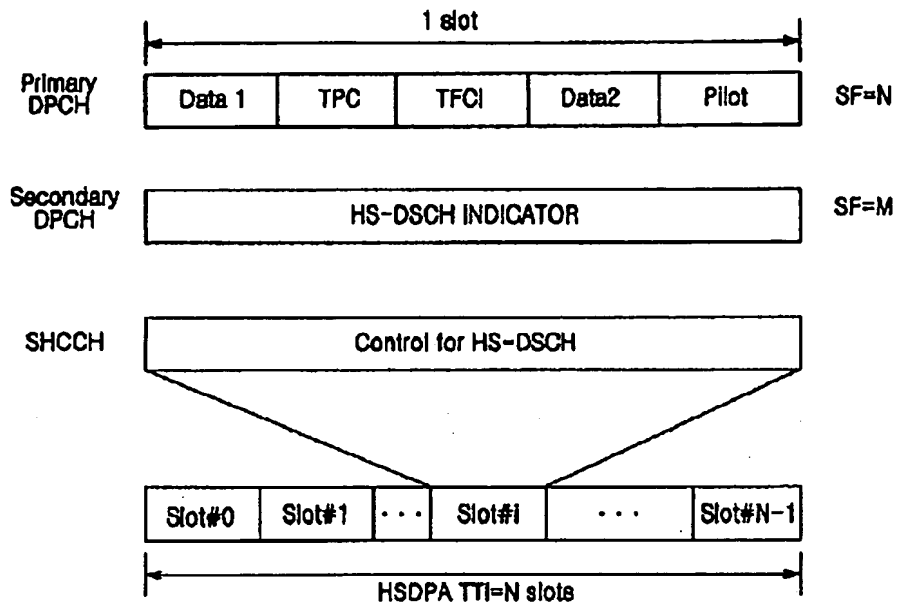 1 slot
Primary DPCH
Data 1 TPC TFCI Data2 Pilot SF=N
Secondary DPCH
HS-DSCH INDICATOR SF=M
SHCCH Control for HS-DSCH
Slot#0 Slot#1 ··· Slot#i ··· Slot#N-1
HSDPA TTI=N slots